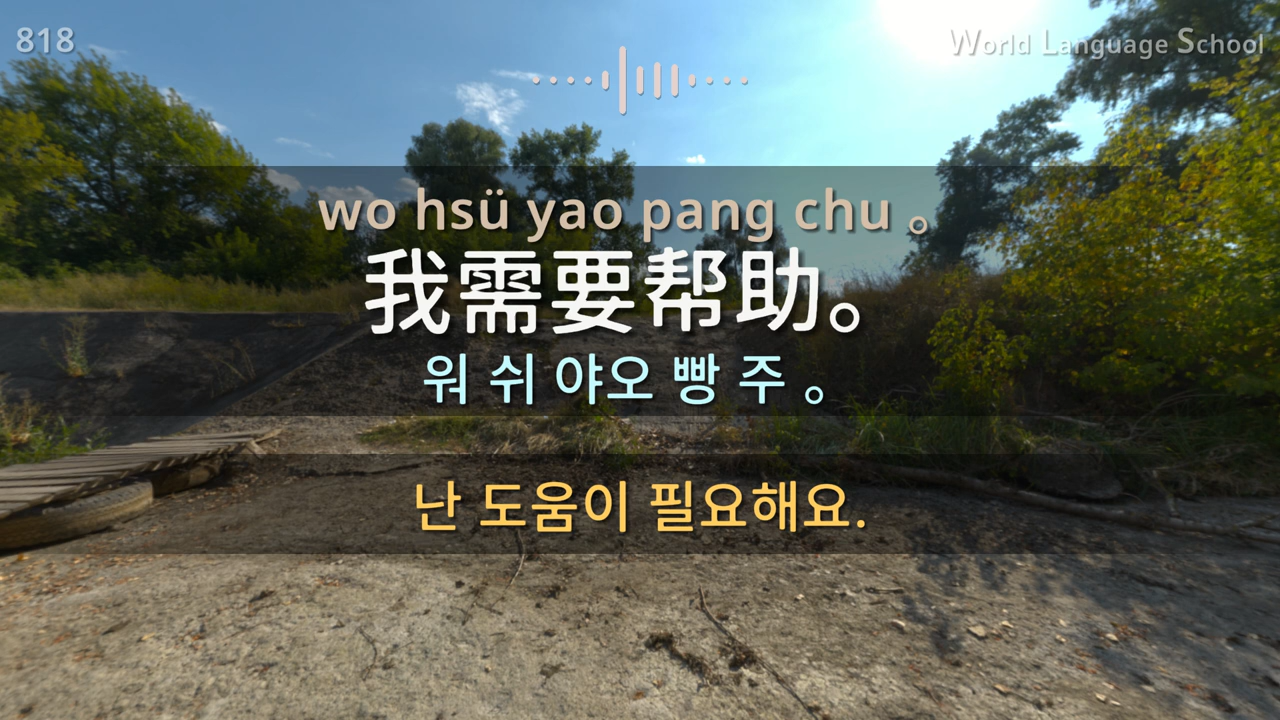 818
World Language School
wo hsü yao pang chu 。
我需要帮助。
워 쉬 야오 빵 주 。
난 도움이 필요해요.